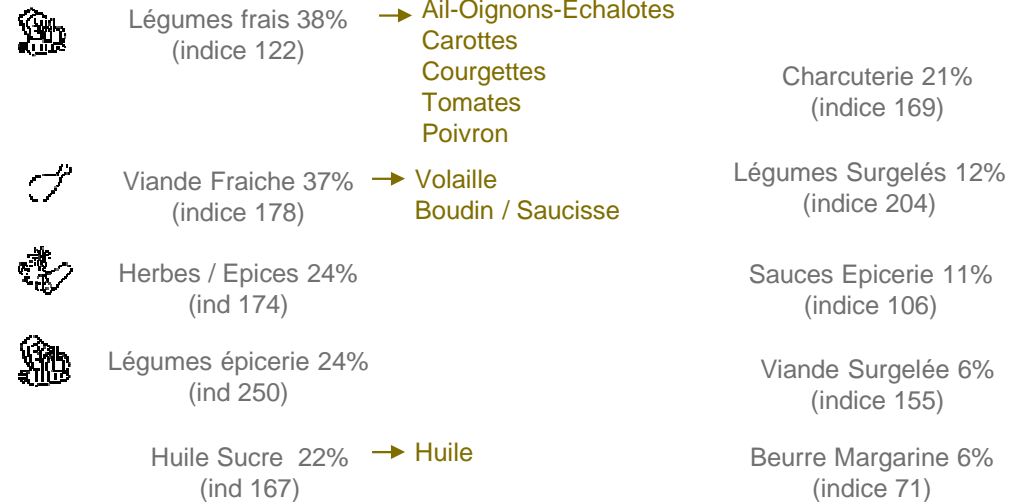 Légumes frais 38%
(indice 122)
Ail-Oignons-Echalotes
Carottes
Courgettes
Tomates
Poivron
Viande Fraiche 37%
(indice 178)
Volaille
Boudin / Saucisse
Herbes / Epices 24%
(ind 174)
Légumes épicerie 24%
(ind 250)
Huile Sucre 22%
(ind 167)
Huile
Charcuterie 21%
(indice 169)
Légumes Surgelés 12%
(indice 204)
Sauces Epicerie 11%
(indice 106)
Viande Surgelée 6%
(indice 155)
Beurre Margarine 6%
(indice 71)